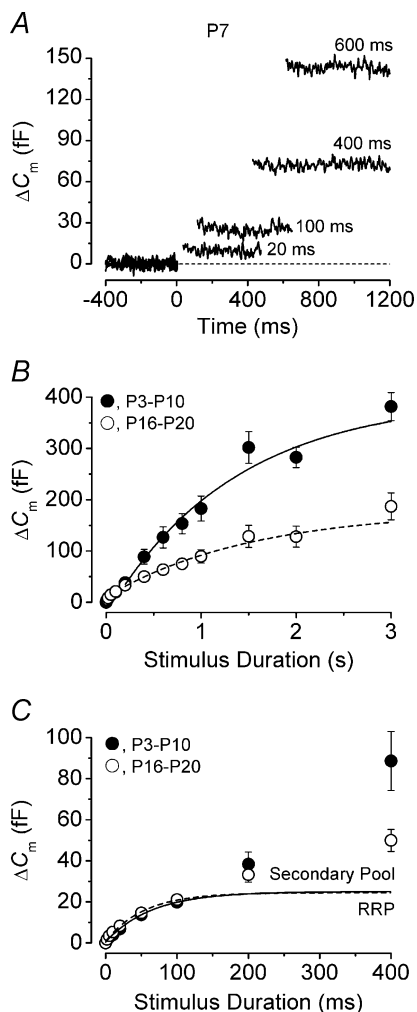 A
P7
600 ms
400 ms
100 ms
20 ms
150
120
90
60
30
0
ΔCm (fF)
-400 0 400 800 1200
Time (ms)
B
●, P3-P10
○, P16-P20
400
300
200
100
0
ΔCm (fF)
0 1 2 3
Stimulus Duration (s)
C
●, P3-P10
○, P16-P20
100
80
60
40
20
0
ΔCm (fF)
Secondary Pool
RRP
0 100 200 300 400
Stimulus Duration (ms)